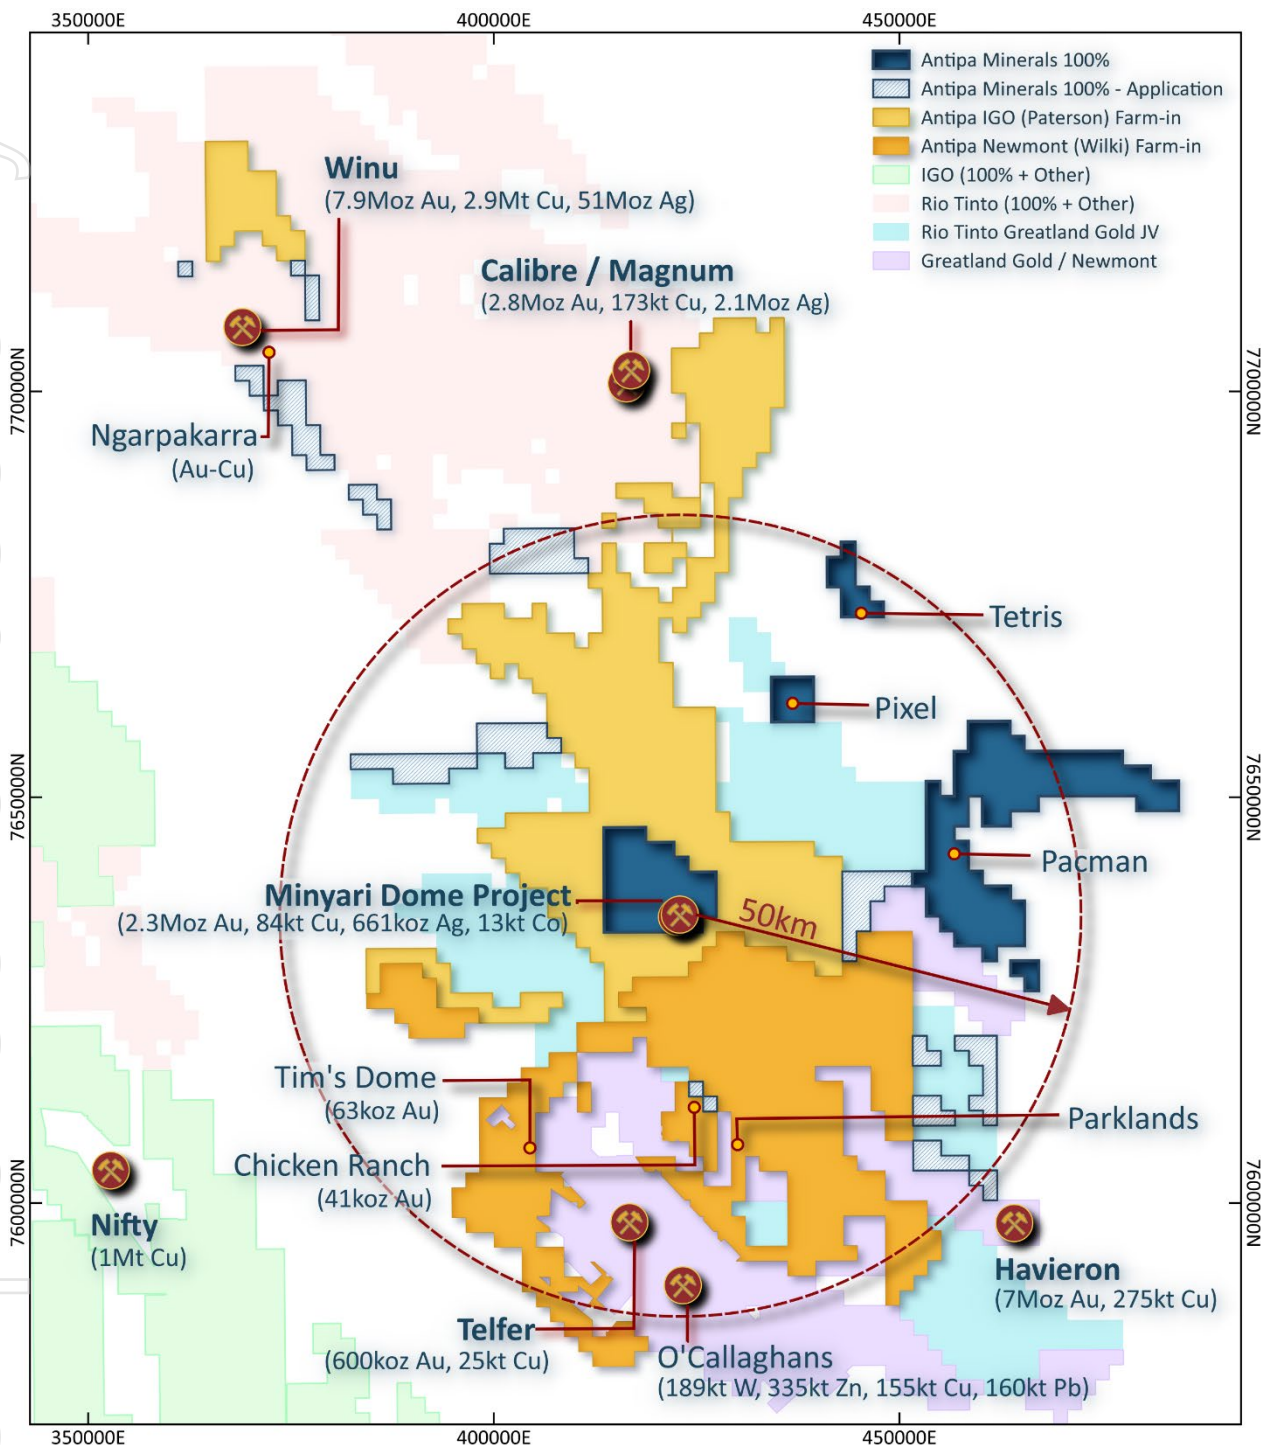 350000E
400000E
450000E
Antipa Minerals 100%
Antipa Minerals 100% - Application
Antipa IGO (Paterson) Farm-in
Antipa Newmont (Wilki) Farm-in
IGO (100% + Other)
Rio Tinto (100% + Other)
Rio Tinto Greatland Gold JV
Greatland Gold / Newmont
Winu
(7.9Moz Au, 2.9Mt Cu, 51Moz Ag)
Calibre / Magnum
(2.8Moz Au, 173kt Cu, 2.1Moz Ag)
7700000N
7700000N
Ngarpakarra
(Au-Cu)
Tetris
Pixel
7650000N
7650000N
Pacman
Minyari Dome Project
(2.3Moz Au, 84kt Cu, 661koz Ag, 13kt Co)
50km
Tim's Dome
(63koz Au)
Parklands
Chicken Ranch
(41koz Au)
7600000N
7600000N
Nifty
(1Mt Cu)
Havieron
(7Moz Au, 275kt Cu)
Telfer
(600koz Au, 25kt Cu)
O'Callaghans
(189kt W, 335kt Zn, 155kt Cu, 160kt Pb)
350000E
400000E
450000E